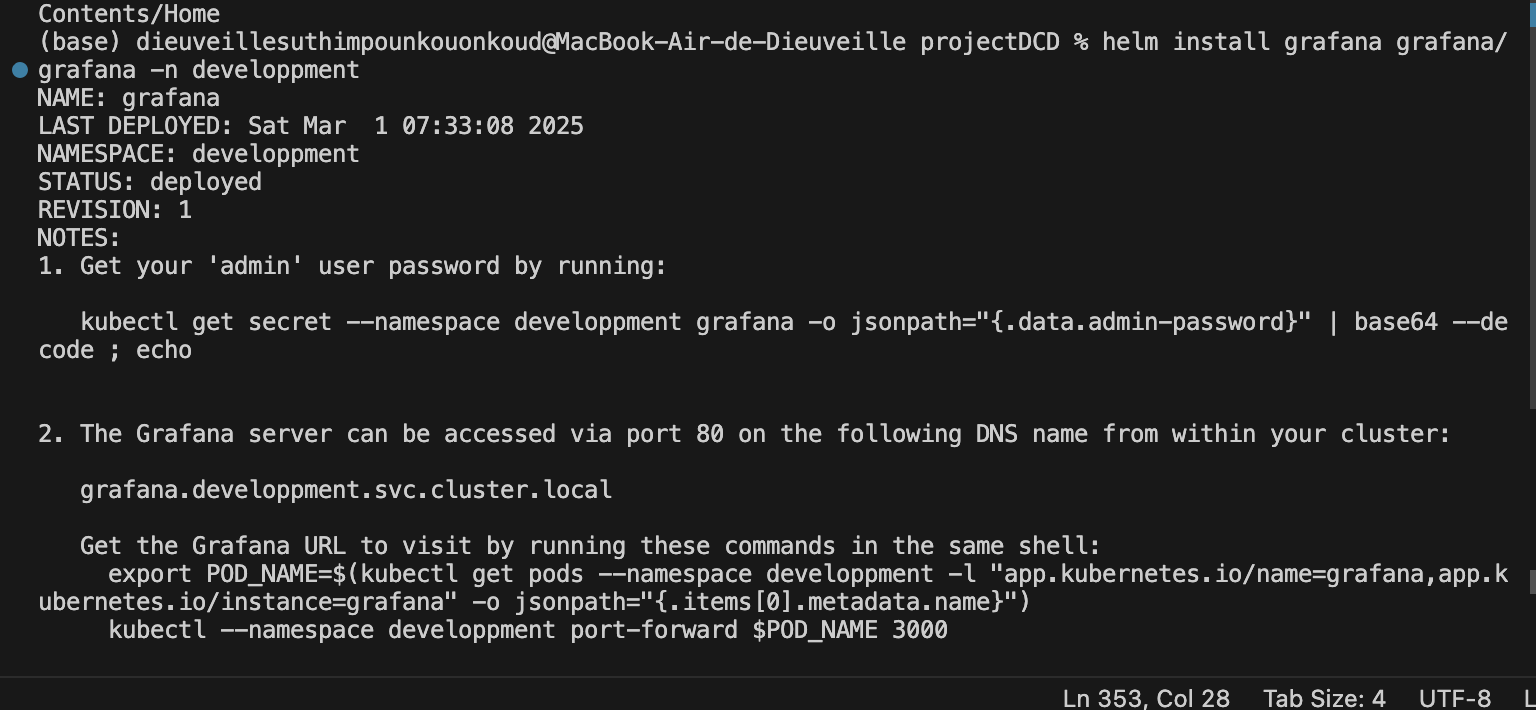 Contents/Home
(base) dieuveillesuthimpounkouonkoud@MacBook-Air-de-Dieuveille projectDCD % helm install grafana grafana/
grafana -n developpment
NAME: grafana
LAST DEPLOYED: Sat Mar  1 07:33:08 2025
NAMESPACE: developpment
STATUS: deployed
REVISION: 1
NOTES:
1. Get your 'admin' user password by running:
   kubectl get secret --namespace developpment grafana -o jsonpath="{.data.admin-password}" | base64 --de
code ; echo
2. The Grafana server can be accessed via port 80 on the following DNS name from within your cluster:
   grafana.developpment.svc.cluster.local
   Get the Grafana URL to visit by running these commands in the same shell:
     export POD_NAME=$(kubectl get pods --namespace developpment -l "app.kubernetes.io/name=grafana,app.k
ubernetes.io/instance=grafana" -o jsonpath="{.items[0].metadata.name}")
     kubectl --namespace developpment port-forward $POD_NAME 3000
Ln 353, Col 28 Tab Size: 4 UTF-8 L